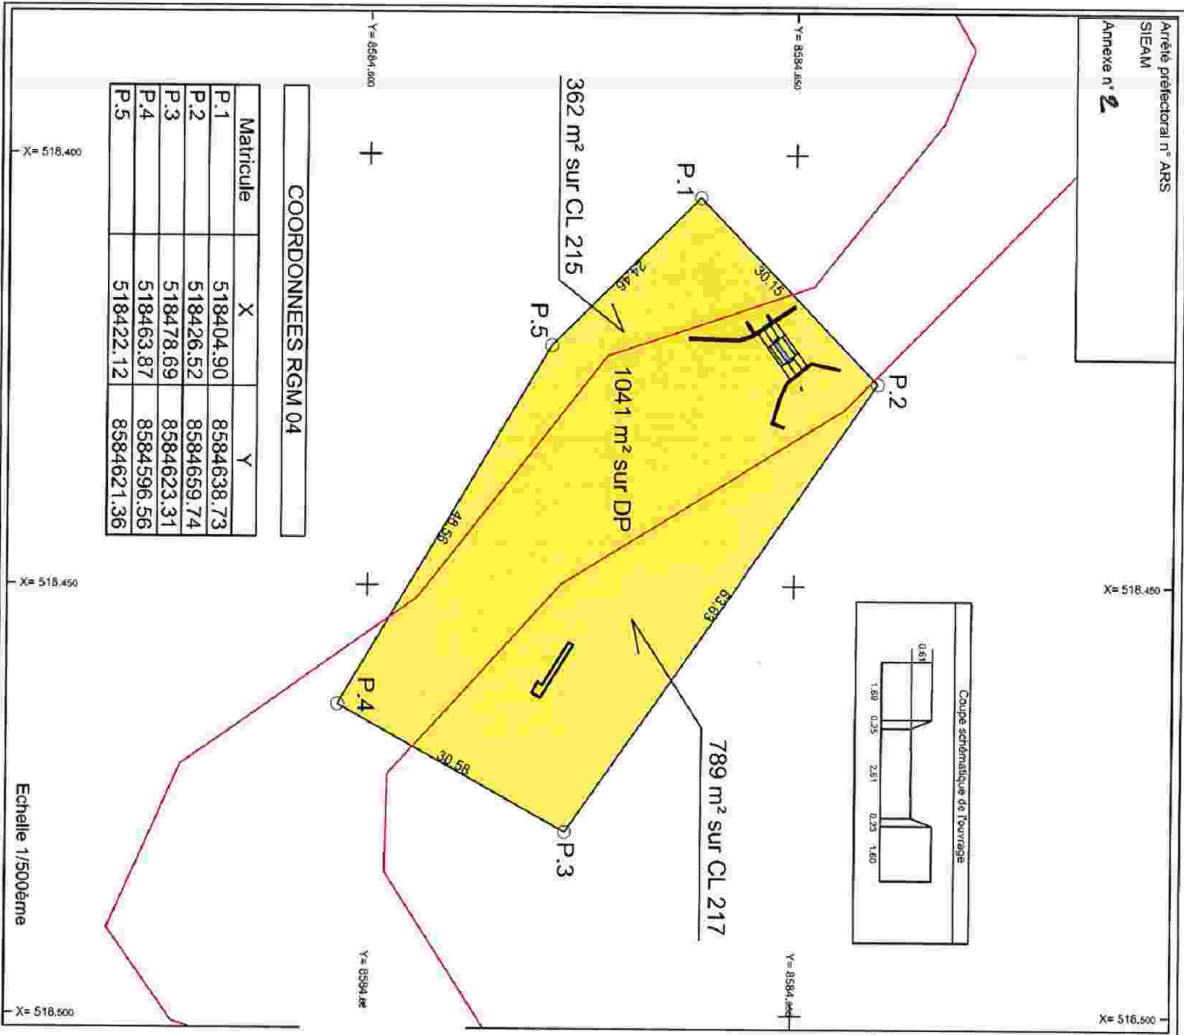 Arrêté préfectoral n° ARS
SIEAM
Annexe n° 2
Y= 8584.600
Y= 8584.650
X= 518.400
P.1
30.15
P.2
362 m² sur CL 215
24.46
P.5
1041 m² sur DP
48.56
63.63
P.4
30.58
P.3
789 m² sur CL 217
X= 518.450
X= 518.450
Coupe schématique de l'ouvrage
0.61
1.60 0.25 2.61 0.23 1.60
COORDONNEES RGM 04
Matricule X Y
P.1 518404.90 8584638.73
P.2 518426.52 8584659.74
P.3 518478.69 8584623.31
P.4 518463.87 8584596.56
P.5 518422.12 8584621.36
Echelle 1/500ème
X= 518.500
X= 518.500